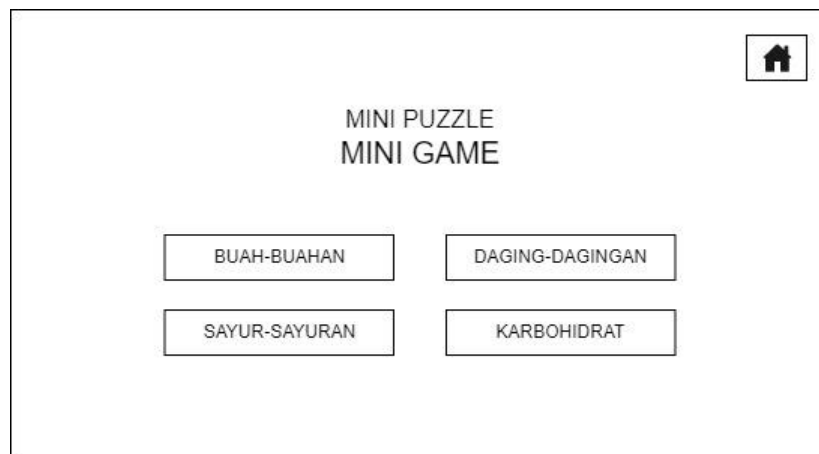 MINI PUZZLE
MINI GAME
BUAH-BUAHAN
DAGING-DAGINGAN
SAYUR-SAYURAN
KARBOHIDRAT